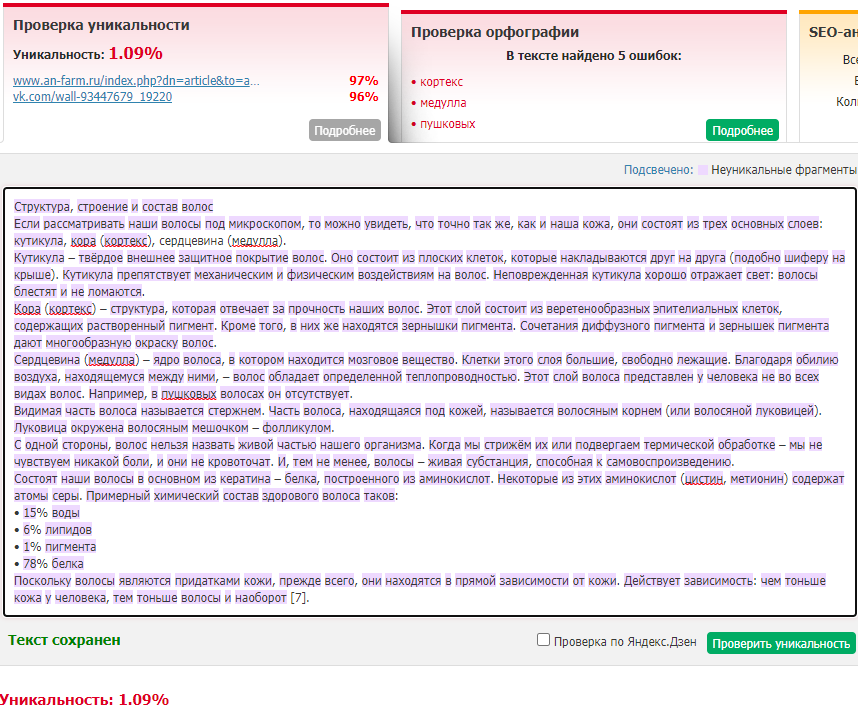 Проверка уникальности
Уникальность: 1.09%
www.an-farm.ru/index.php?dn=article&to=a...
97%
vk.com/wall-93447679_19220
96%
Подробнее
Проверка орфографии
В тексте найдено 5 ошибок:
• кортекс
• медулла
• пушковых
Подробнее
SEO-ан
Все
Кол
Подсвечено: Неуникальные фрагменты
Структура, строение и состав волос
Если рассматривать наши волосы под микроскопом, то можно увидеть, что точно так же, как и наша кожа, они состоят из трех основных слоев:
кутикула, кора (кортекс), сердцевина (медулла).
Кутикула – твёрдое внешнее защитное покрытие волос. Оно состоит из плоских клеток, которые накладываются друг на друга (подобно шиферу на
крыше). Кутикула препятствует механическим и физическим воздействиям на волос. Неповрежденная кутикула хорошо отражает свет: волосы
блестят и не ломаются.
Кора (кортекс) – структура, которая отвечает за прочность наших волос. Этот слой состоит из веретенообразных эпителиальных клеток,
содержащих растворенный пигмент. Кроме того, в них же находятся зернышки пигмента. Сочетания диффузного пигмента и зернышек пигмента
дают многообразную окраску волос.
Сердцевина (медулла) – ядро волоса, в котором находится мозговое вещество. Клетки этого слоя большие, свободно лежащие. Благодаря обилию
воздуха, находящемуся между ними, – волос обладает определенной теплопроводностью. Этот слой волоса представлен у человека не во всех
видах волос. Например, в пушковых волосах он отсутствует.
Видимая часть волоса называется стержнем. Часть волоса, находящаяся под кожей, называется волосяным корнем (или волосяной луковицей).
Луковица окружена волосяным мешочком – фолликулом.
С одной стороны, волос нельзя назвать живой частью нашего организма. Когда мы стрижём их или подвергаем термической обработке – мы не
чувствуем никакой боли, и они не кровоточат. И, тем не менее, волосы – живая субстанция, способная к самовоспроизведению.
Состоят наши волосы в основном из кератина – белка, построенного из аминокислот. Некоторые из этих аминокислот (цистин, метионин) содержат
атомы серы. Примерный химический состав здорового волоса таков:
• 15% воды
• 6% липидов
• 1% пигмента
• 78% белка
Поскольку волосы являются придатками кожи, прежде всего, они находятся в прямой зависимости от кожи. Действует зависимость: чем тоньше
кожа у человека, тем тоньше волосы и наоборот [7].
Текст сохранен
Проверка по Яндекс.Дзен
Проверить уникальность
Уникальность: 1.09%